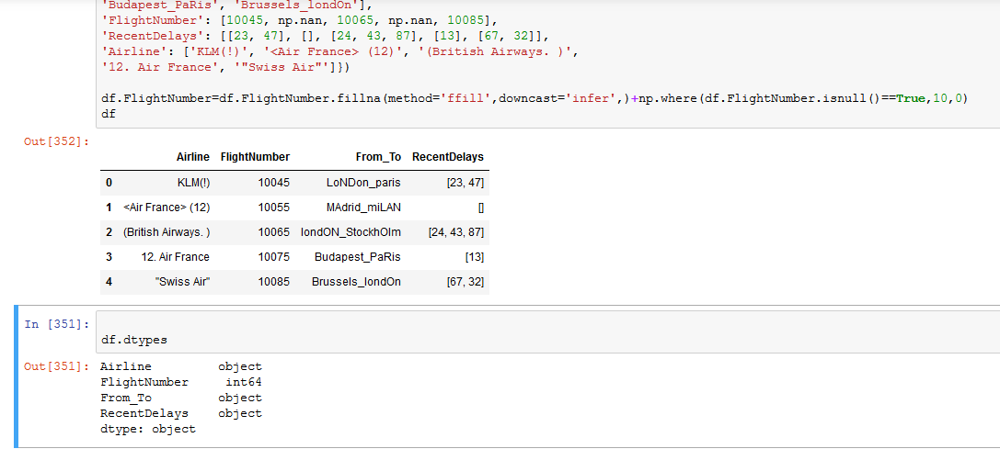 'Budapest_PaRis', 'Brussels_londOn'],
'FlightNumber': [10045, np.nan, 10065, np.nan, 10085],
'RecentDelays': [[23, 47], [], [24, 43, 87], [13], [67, 32]],
'Airline': ['KLM(!)', '<Air France> (12)', '(British Airways. )',
'12. Air France', '"Swiss Air"']})
df.FlightNumber=df.FlightNumber.fillna(method='ffill',downcast='infer',)+np.where(df.FlightNumber.isnull()==True,10,0)
df
Out[352]:
Airline FlightNumber From_To RecentDelays
0 KLM(!) 10045 LoNDon_paris [23, 47]
1 <Air France> (12) 10055 MAdrid_miLAN []
2 (British Airways. ) 10065 londON_StockhOlm [24, 43, 87]
3 12. Air France 10075 Budapest_PaRis [13]
4 "Swiss Air" 10085 Brussels_londOn [67, 32]
In [351]:
df.dtypes
Out[351]: Airline object
FlightNumber int64
From_To object
RecentDelays object
dtype: object